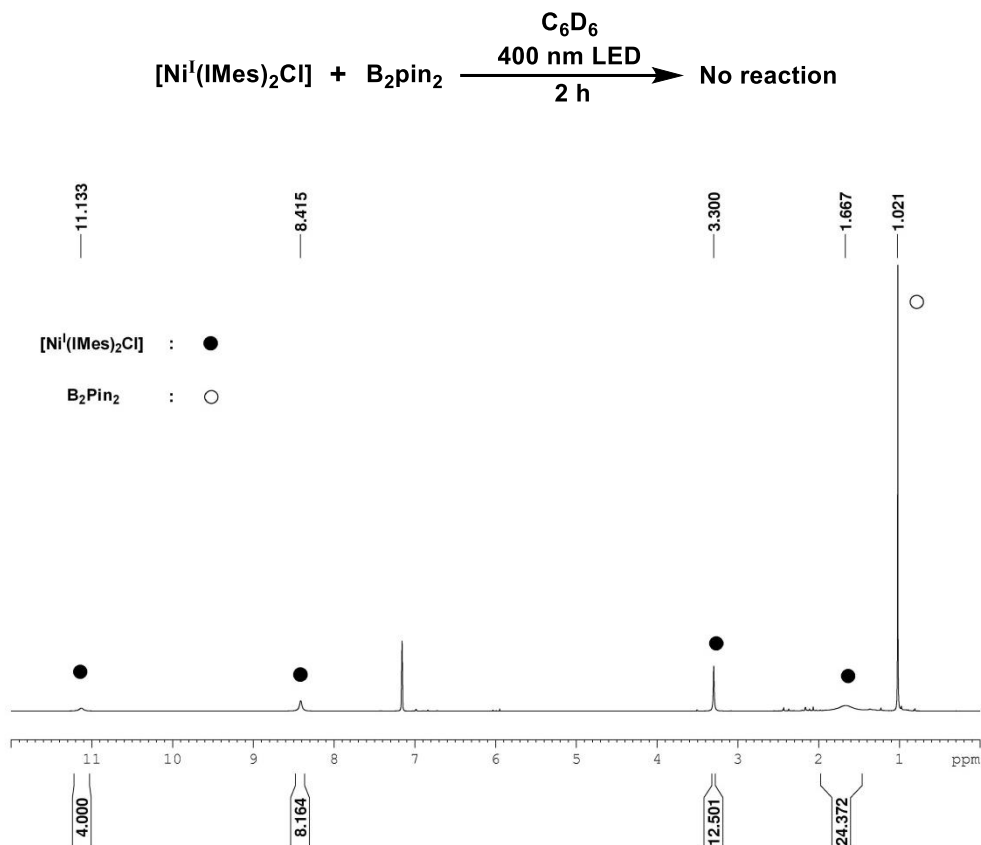 C₆D₆
400 nm LED
[Niᴵ(IMes)₂Cl] + B₂pin₂ No reaction
2 h
11.133
8.415
3.300
1.667
1.021
[Niᴵ(IMes)₂Cl] :
B₂Pin₂ :
11 10 9 8 7 6 5 4 3 2 1 ppm
4.000
8.164
12.501
24.372